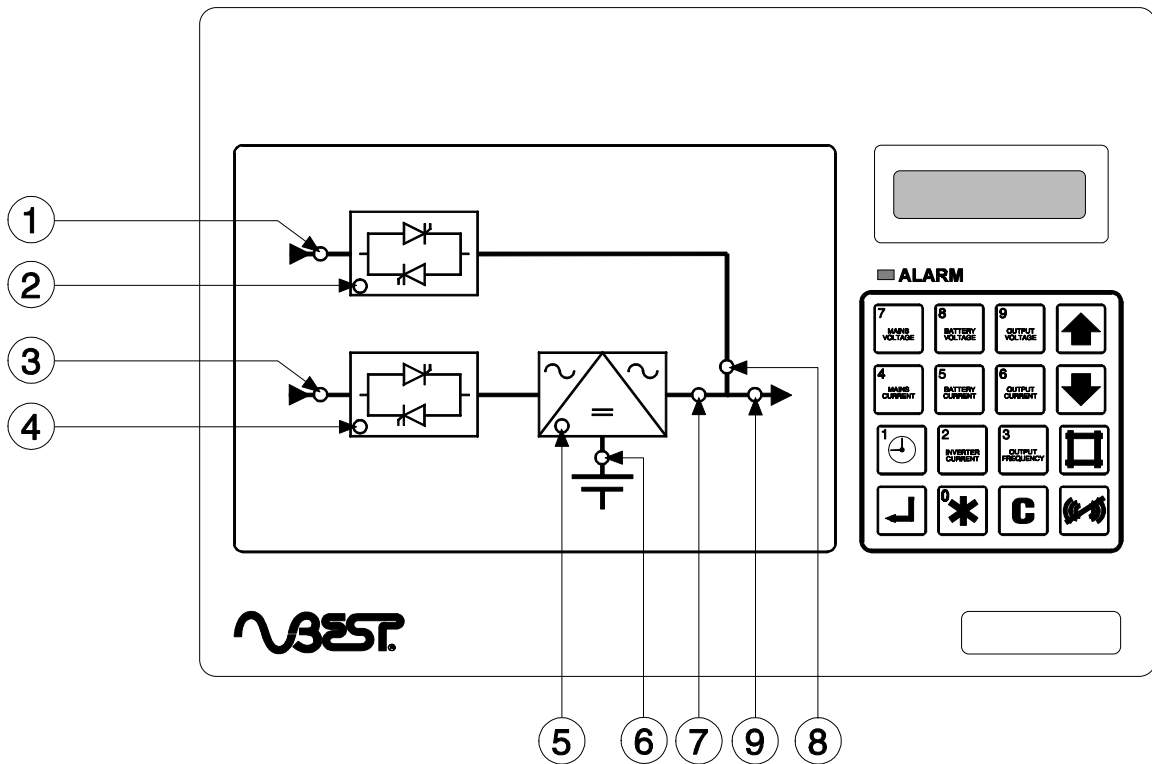 1
2
3
4
ALARM
7 MAINS VOLTAGE
8 BATTERY VOLTAGE
9 OUTPUT VOLTAGE
4 MAINS CURRENT
5 BATTERY CURRENT
6 OUTPUT CURRENT
1
2 INVERTER CURRENT
3 OUTPUT FREQUENCY
0 *
C
BEST®
5
6
7
9
8